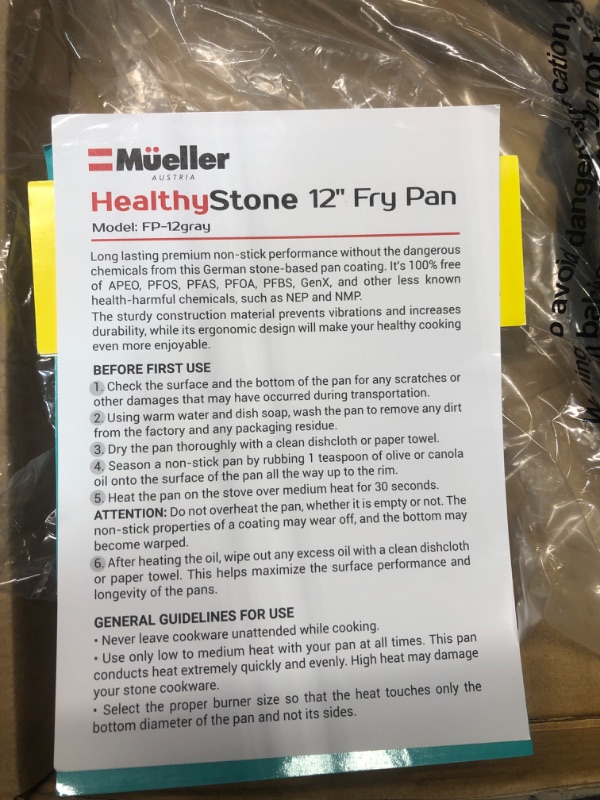 Müeller
AUSTRIA
HealthyStone 12" Fry Pan
Model: FP-12gray
Long lasting premium non-stick performance without the dangerous
chemicals from this German stone-based pan coating. It's 100% free
of APEO, PFOS, PFAS, PFOA, PFBS, GenX, and other less known
health-harmful chemicals, such as NEP and NMP.
The sturdy construction material prevents vibrations and increases
durability, while its ergonomic design will make your healthy cooking
even more enjoyable.
BEFORE FIRST USE
1. Check the surface and the bottom of the pan for any scratches or
other damages that may have occurred during transportation.
2. Using warm water and dish soap, wash the pan to remove any dirt
from the factory and any packaging residue.
3. Dry the pan thoroughly with a clean dishcloth or paper towel.
4. Season a non-stick pan by rubbing 1 teaspoon of olive or canola
oil onto the surface of the pan all the way up to the rim.
5. Heat the pan on the stove over medium heat for 30 seconds.
ATTENTION: Do not overheat the pan, whether it is empty or not. The
non-stick properties of a coating may wear off, and the bottom may
become warped.
6. After heating the oil, wipe out any excess oil with a clean dishcloth
or paper towel. This helps maximize the surface performance and
longevity of the pans.
GENERAL GUIDELINES FOR USE
• Never leave cookware unattended while cooking.
• Use only low to medium heat with your pan at all times. This pan
conducts heat extremely quickly and evenly. High heat may damage
your stone cookware.
• Select the proper burner size so that the heat touches only the
bottom diameter of the pan and not its sides.
avoid danger